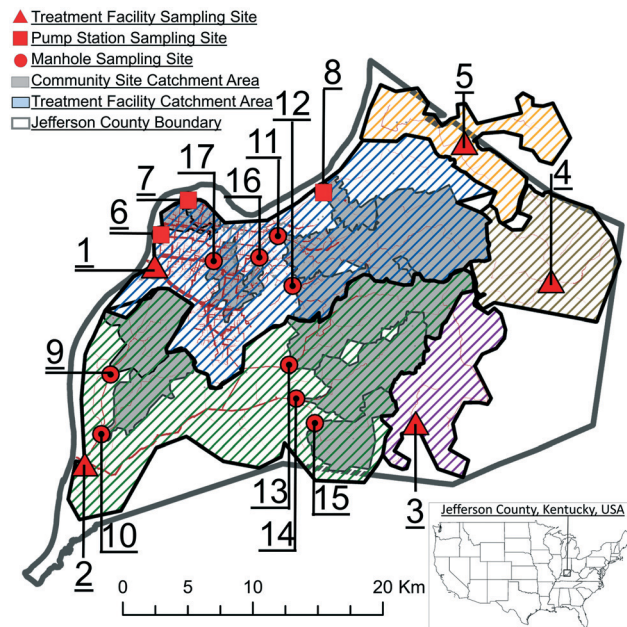 Treatment Facility Sampling Site
Pump Station Sampling Site
Manhole Sampling Site
Community Site Catchment Area
Treatment Facility Catchment Area
Jefferson County Boundary
8
5
12
11
17
16
7
4
6
1
9
13
3
14
15
10
2
Jefferson County, Kentucky, USA
0 5 10 20 Km